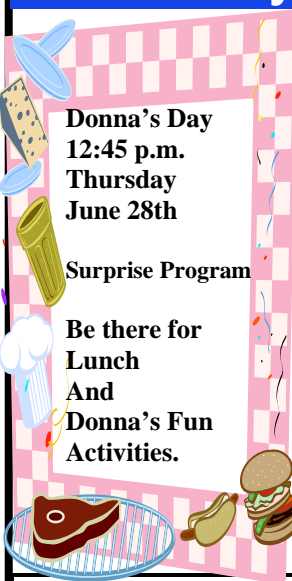 Donna's Day
12:45 p.m.
Thursday
June 28th
Surprise Program
Be there for
Lunch
And
Donna's Fun
Activities.